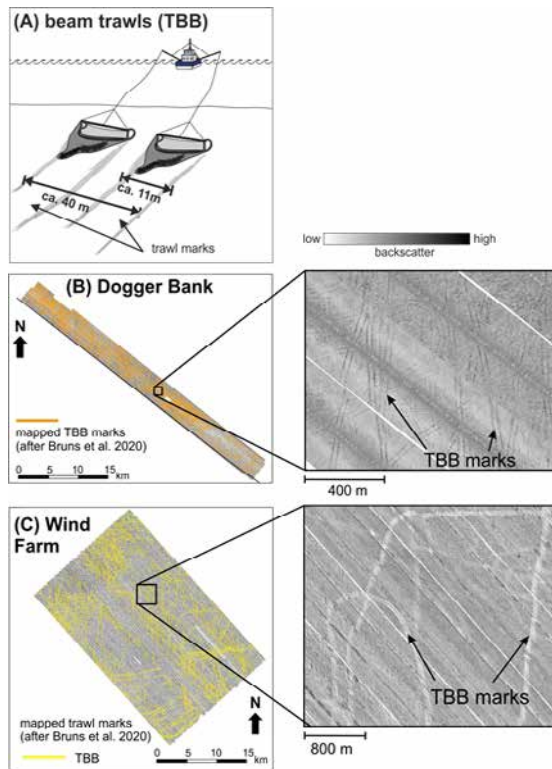 (A) beam trawls (TBB)
ca. 40 m
ca. 11m
trawl marks
low
high
backscatter
(B) Dogger Bank
N
mapped TBB marks
(after Bruns et al. 2020)
0 5 10 15
km
TBB marks
400 m
(C) Wind
Farm
N
mapped trawl marks
(after Bruns et al. 2020)
TBB
0 5 10 15
km
TBB marks
800 m